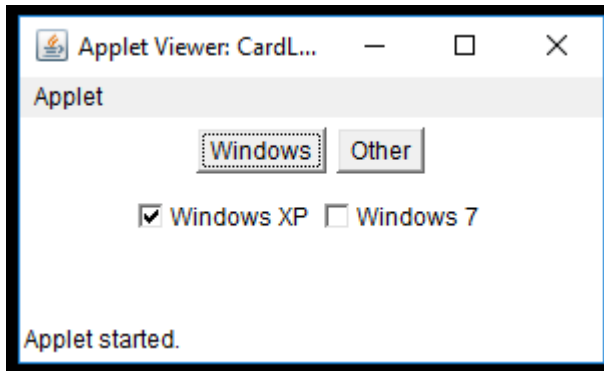 Applet Viewer: CardL...
Applet
Windows Other
Windows XP Windows 7
Applet started.